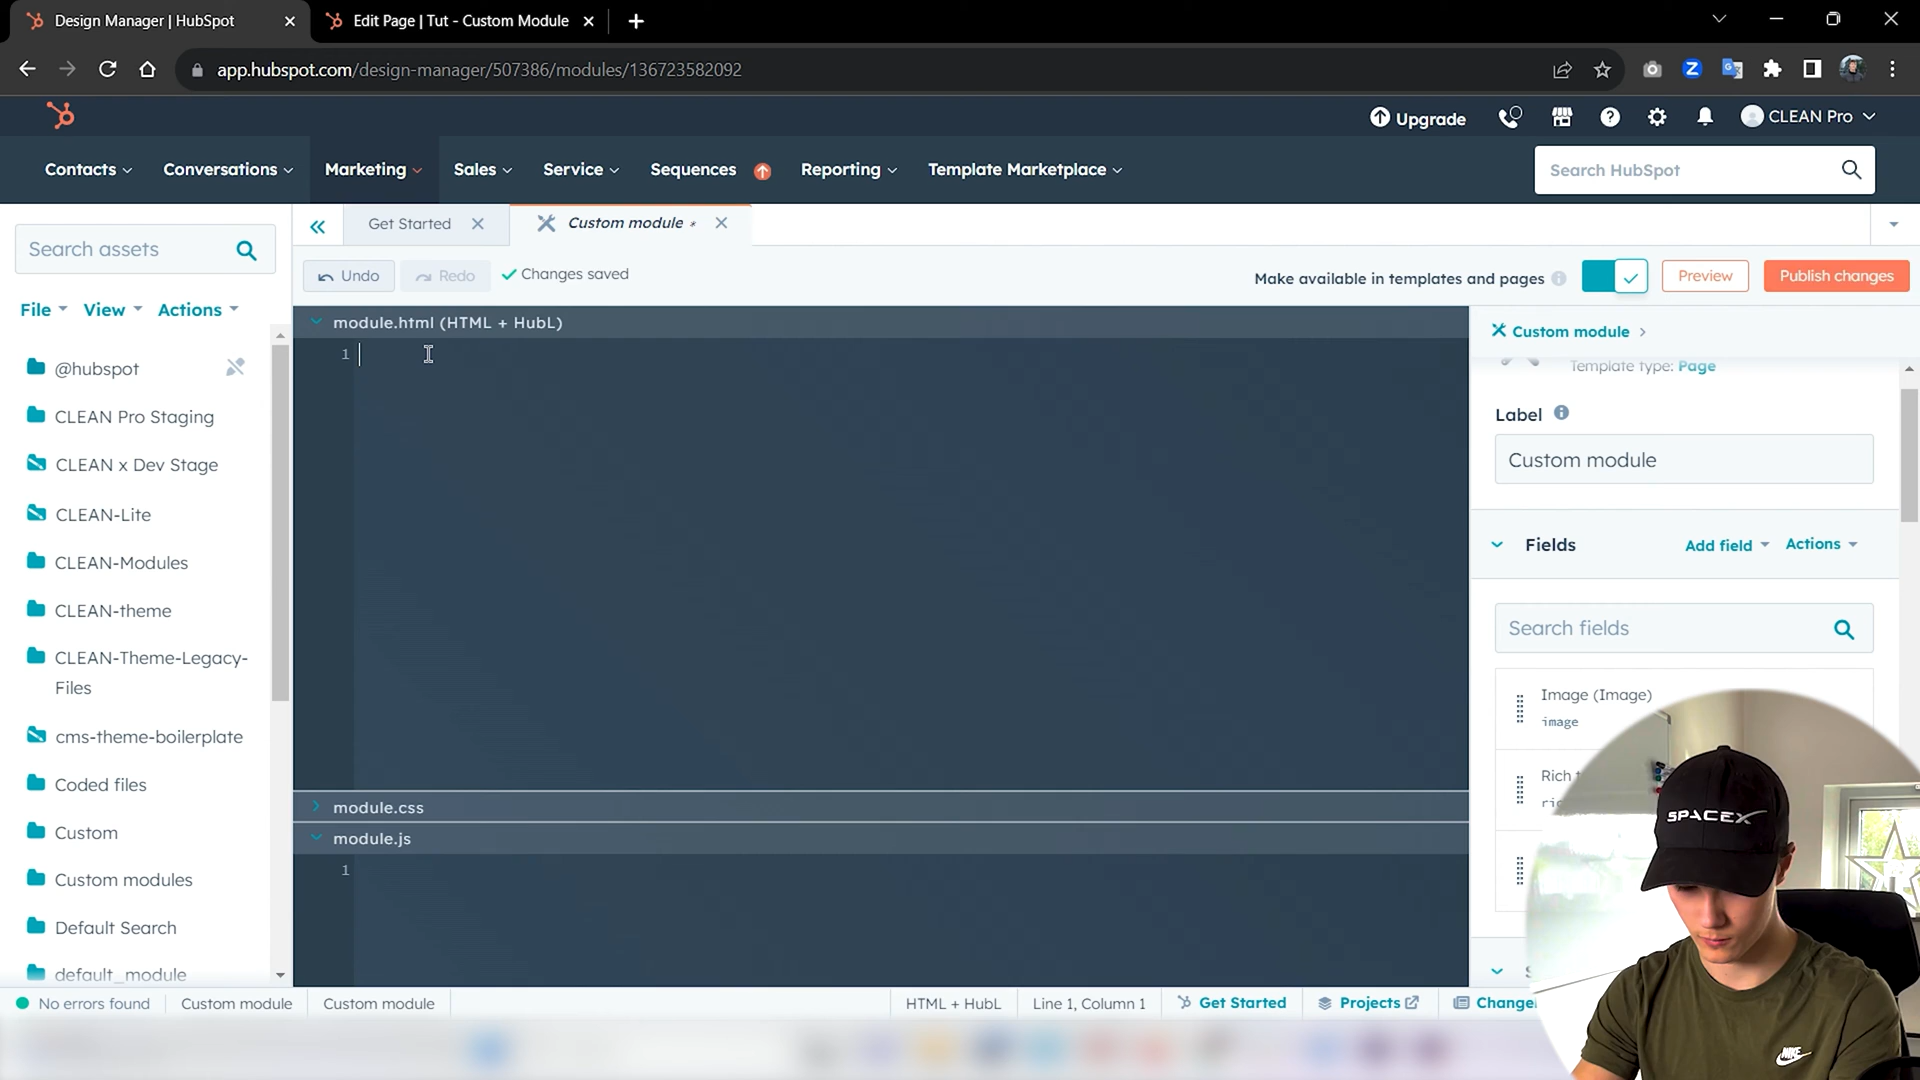 Design Manager | HubSpot
Edit Page | Tut - Custom Module
app.hubspot.com/design-manager/507386/modules/136723582092
Upgrade
CLEAN Pro
Contacts
Conversations
Marketing
Sales
Service
Sequences
Reporting
Template Marketplace
Search HubSpot
Search assets
Get Started
Custom module *
Undo
Redo
Changes saved
Make available in templates and pages
Preview
Publish changes
File
View
Actions
module.html (HTML + HubL)
1
Custom module
Template type: Page
Label
Custom module
Fields
Add field
Actions
Search fields
Image (Image)
image
Rich
@hubspot
CLEAN Pro Staging
CLEAN x Dev Stage
CLEAN-Lite
CLEAN-Modules
CLEAN-theme
CLEAN-Theme-Legacy-
Files
cms-theme-boilerplate
Coded files
Custom
Custom modules
Default Search
default_module
module.css
module.js
1
SPACEX
NIKE
No errors found
Custom module
Custom module
HTML + HubL
Line 1, Column 1
Get Started
Projects